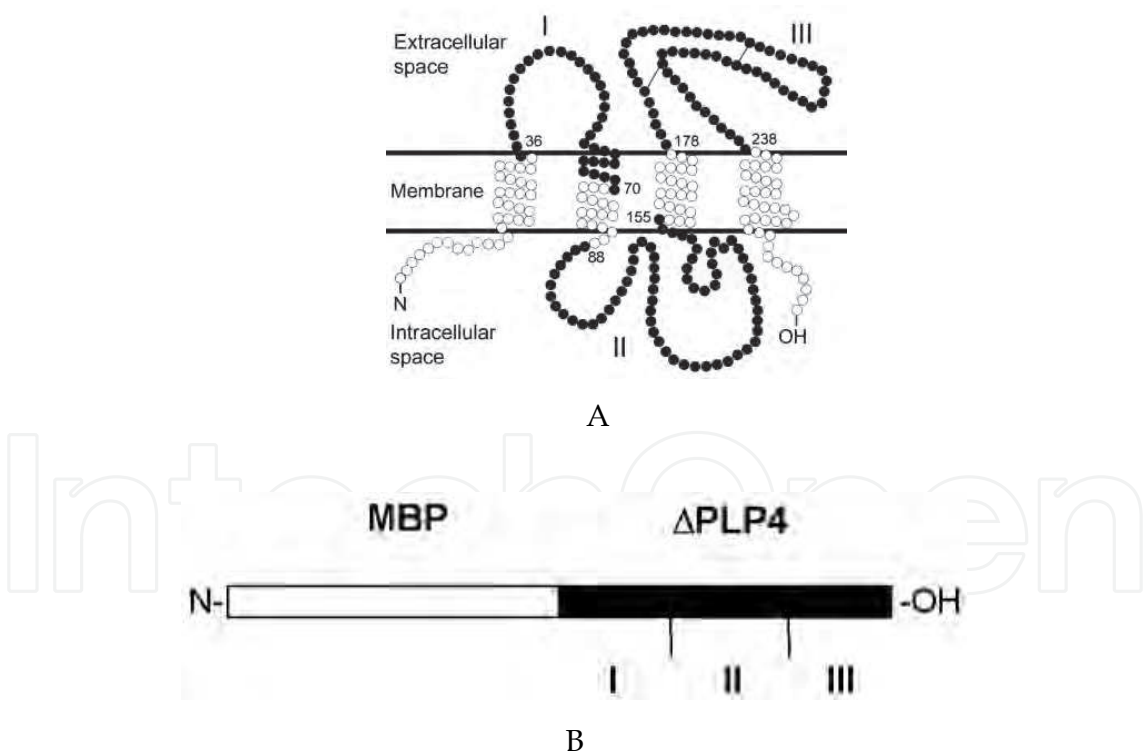 I
III
Extracellular
space
36
178
238
Membrane
70
155
88
N
II
Intracellular
space
OH
A
IntechOpen
MBP
ΔPLP4
N-
-OH
I
II
III
B